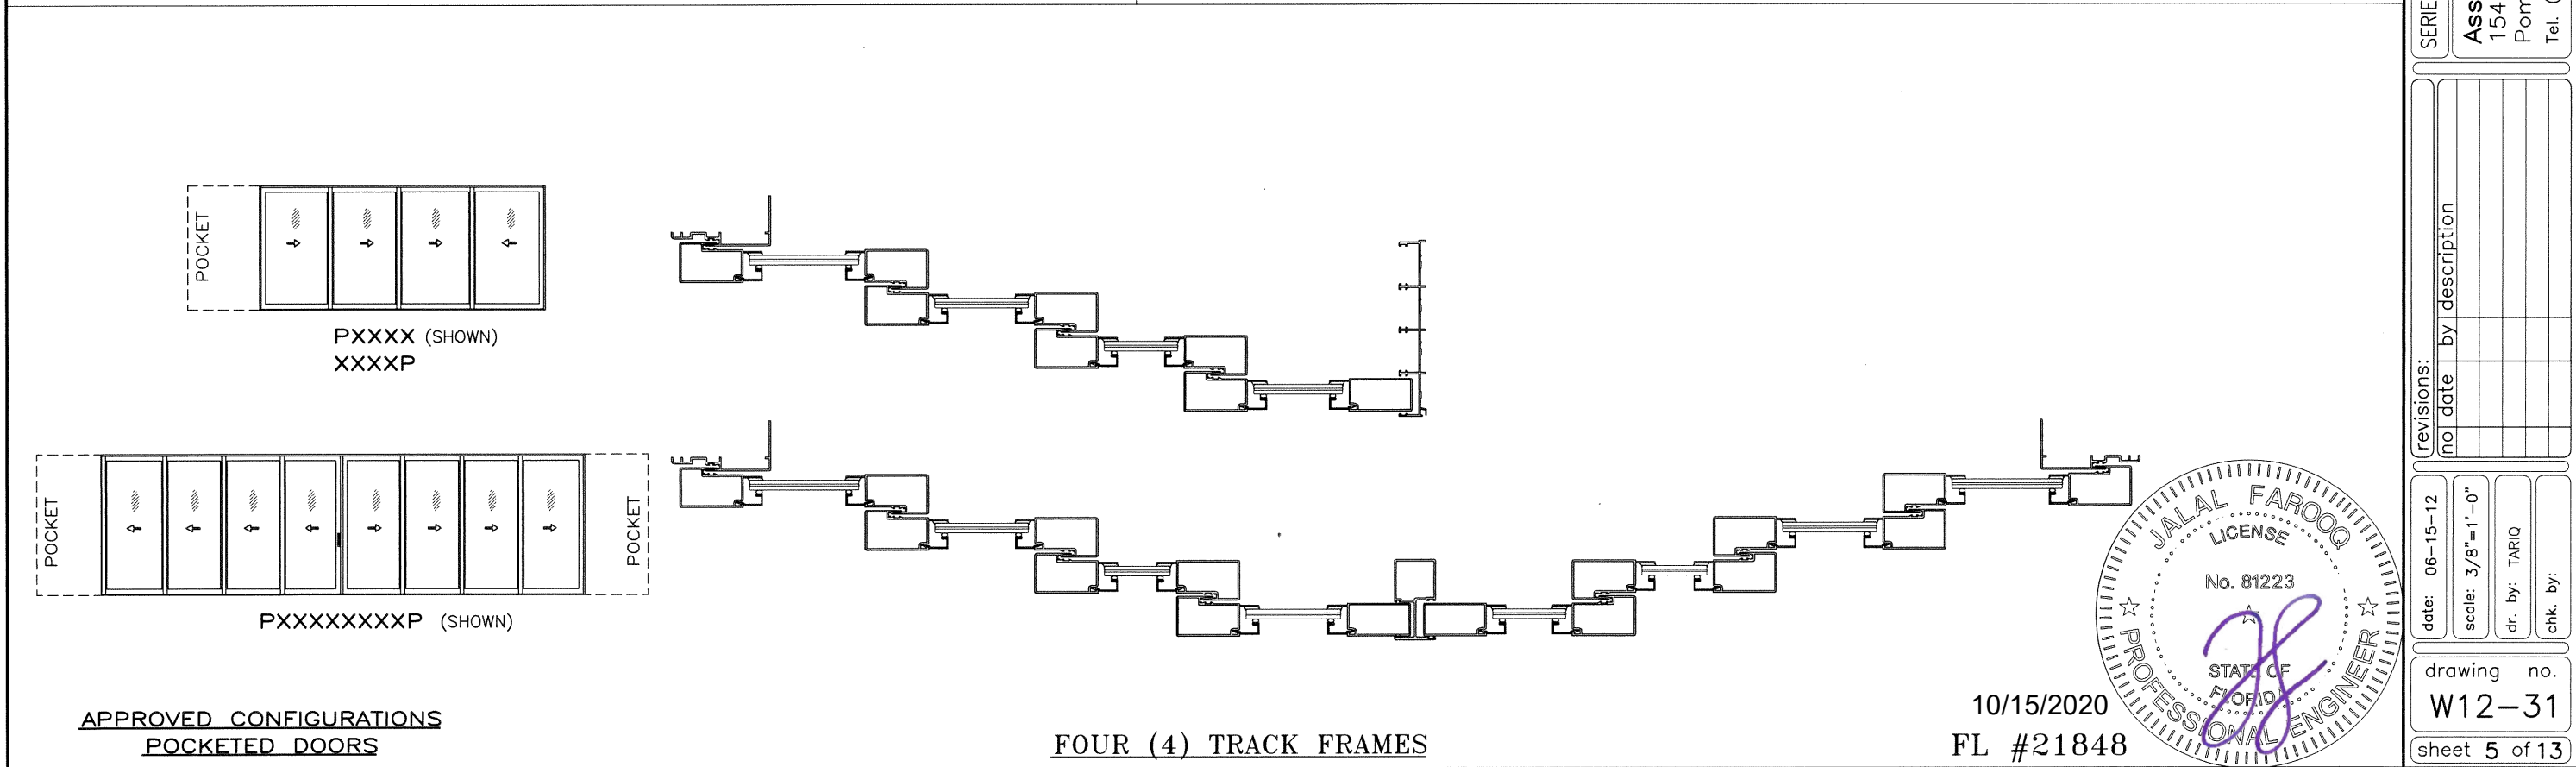 POCKET
PXXXX (SHOWN)
XXXXP
POCKET
POCKET
PXXXXXXXXP (SHOWN)
APPROVED CONFIGURATIONS
POCKETED DOORS
FOUR (4) TRACK FRAMES
10/15/2020
FL #21848
JALAL FAROOQ
LICENSE
No. 81223
STATE OF
FLORIDA
PROFESSIONAL ENGINEER
revisions:
no date by description
date: 06-15-12
scale: 3/8"=1'-0"
dr. by: TARIQ
chk. by:
drawing no.
W12-31
sheet 5 of 13